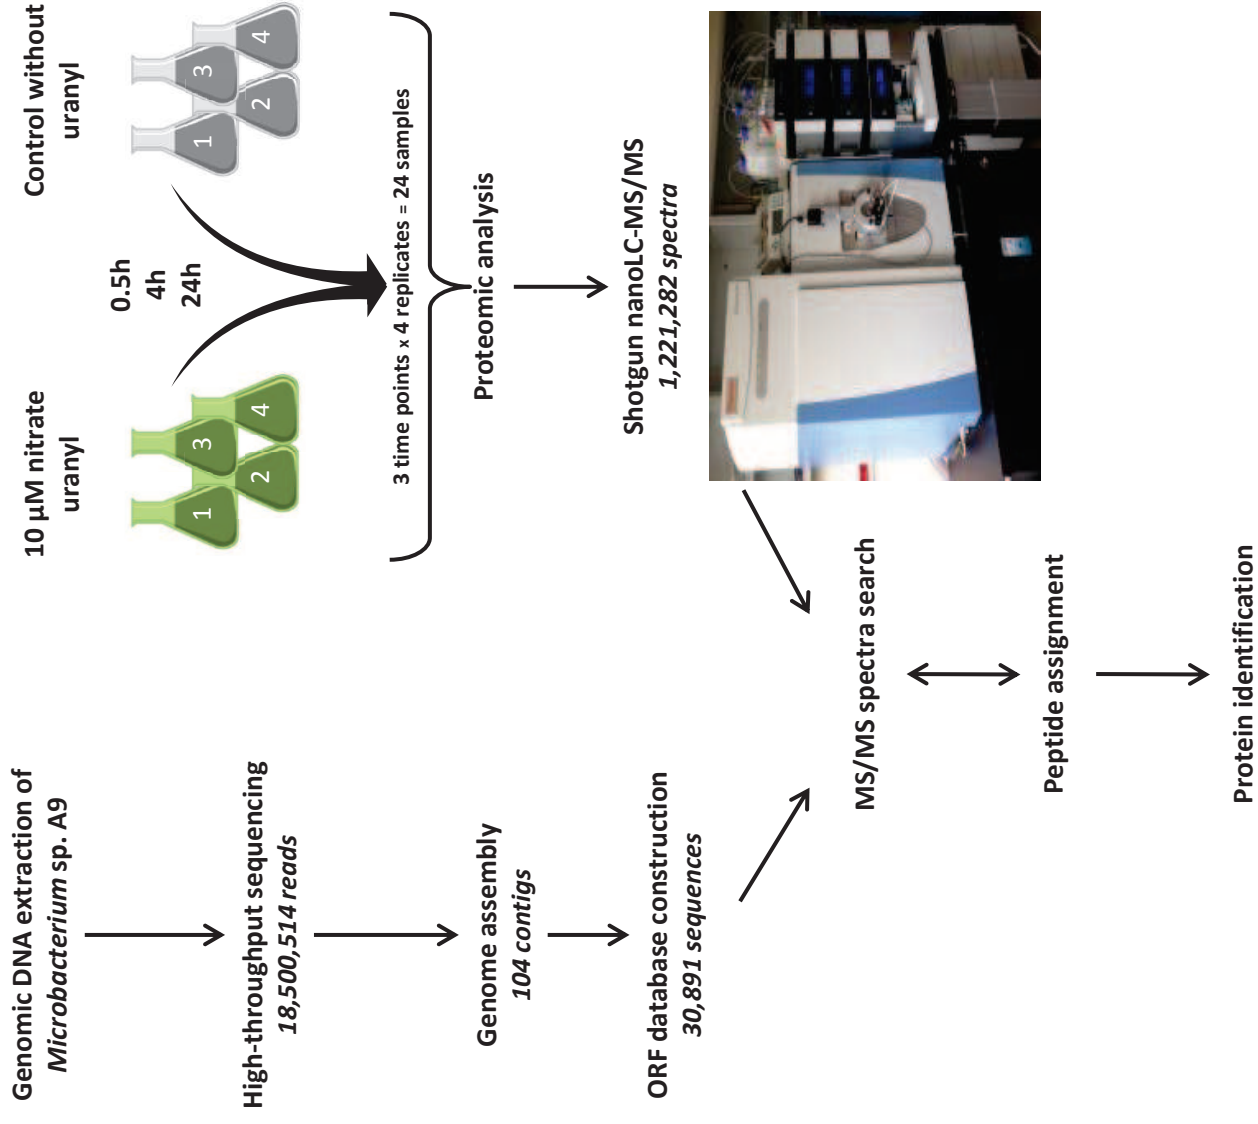 Genomic DNA extraction of
Microbacterium sp. A9
High-throughput sequencing
18,500,514 reads
Genome assembly
104 contigs
ORF database construction
30,891 sequences
10 µM nitrate
uranyl
1
2
3
4
0.5h
4h
24h
Control without
uranyl
1
2
3
4
3 time points x 4 replicates = 24 samples
Proteomic analysis
Shotgun nanoLC-MS/MS
1,221,282 spectra
MS/MS spectra search
Peptide assignment
Protein identification